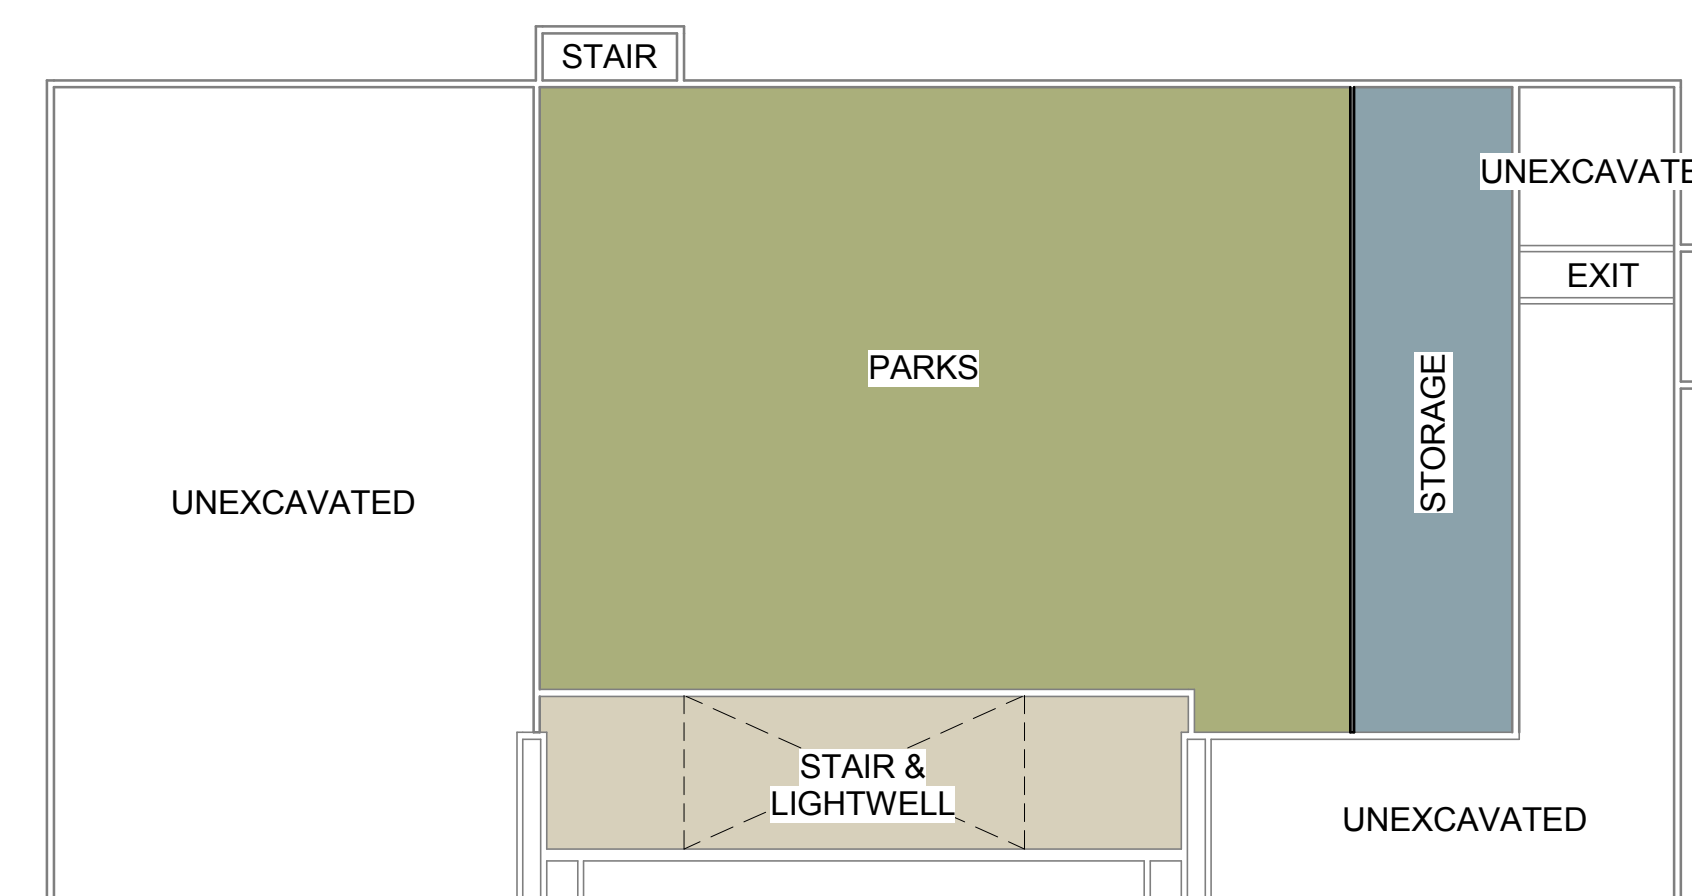 STAIR
UNEXCAVATE
EXIT
PARKS
STORAGE
UNEXCAVATED
STAIR &
LIGHTWELL
UNEXCAVATED